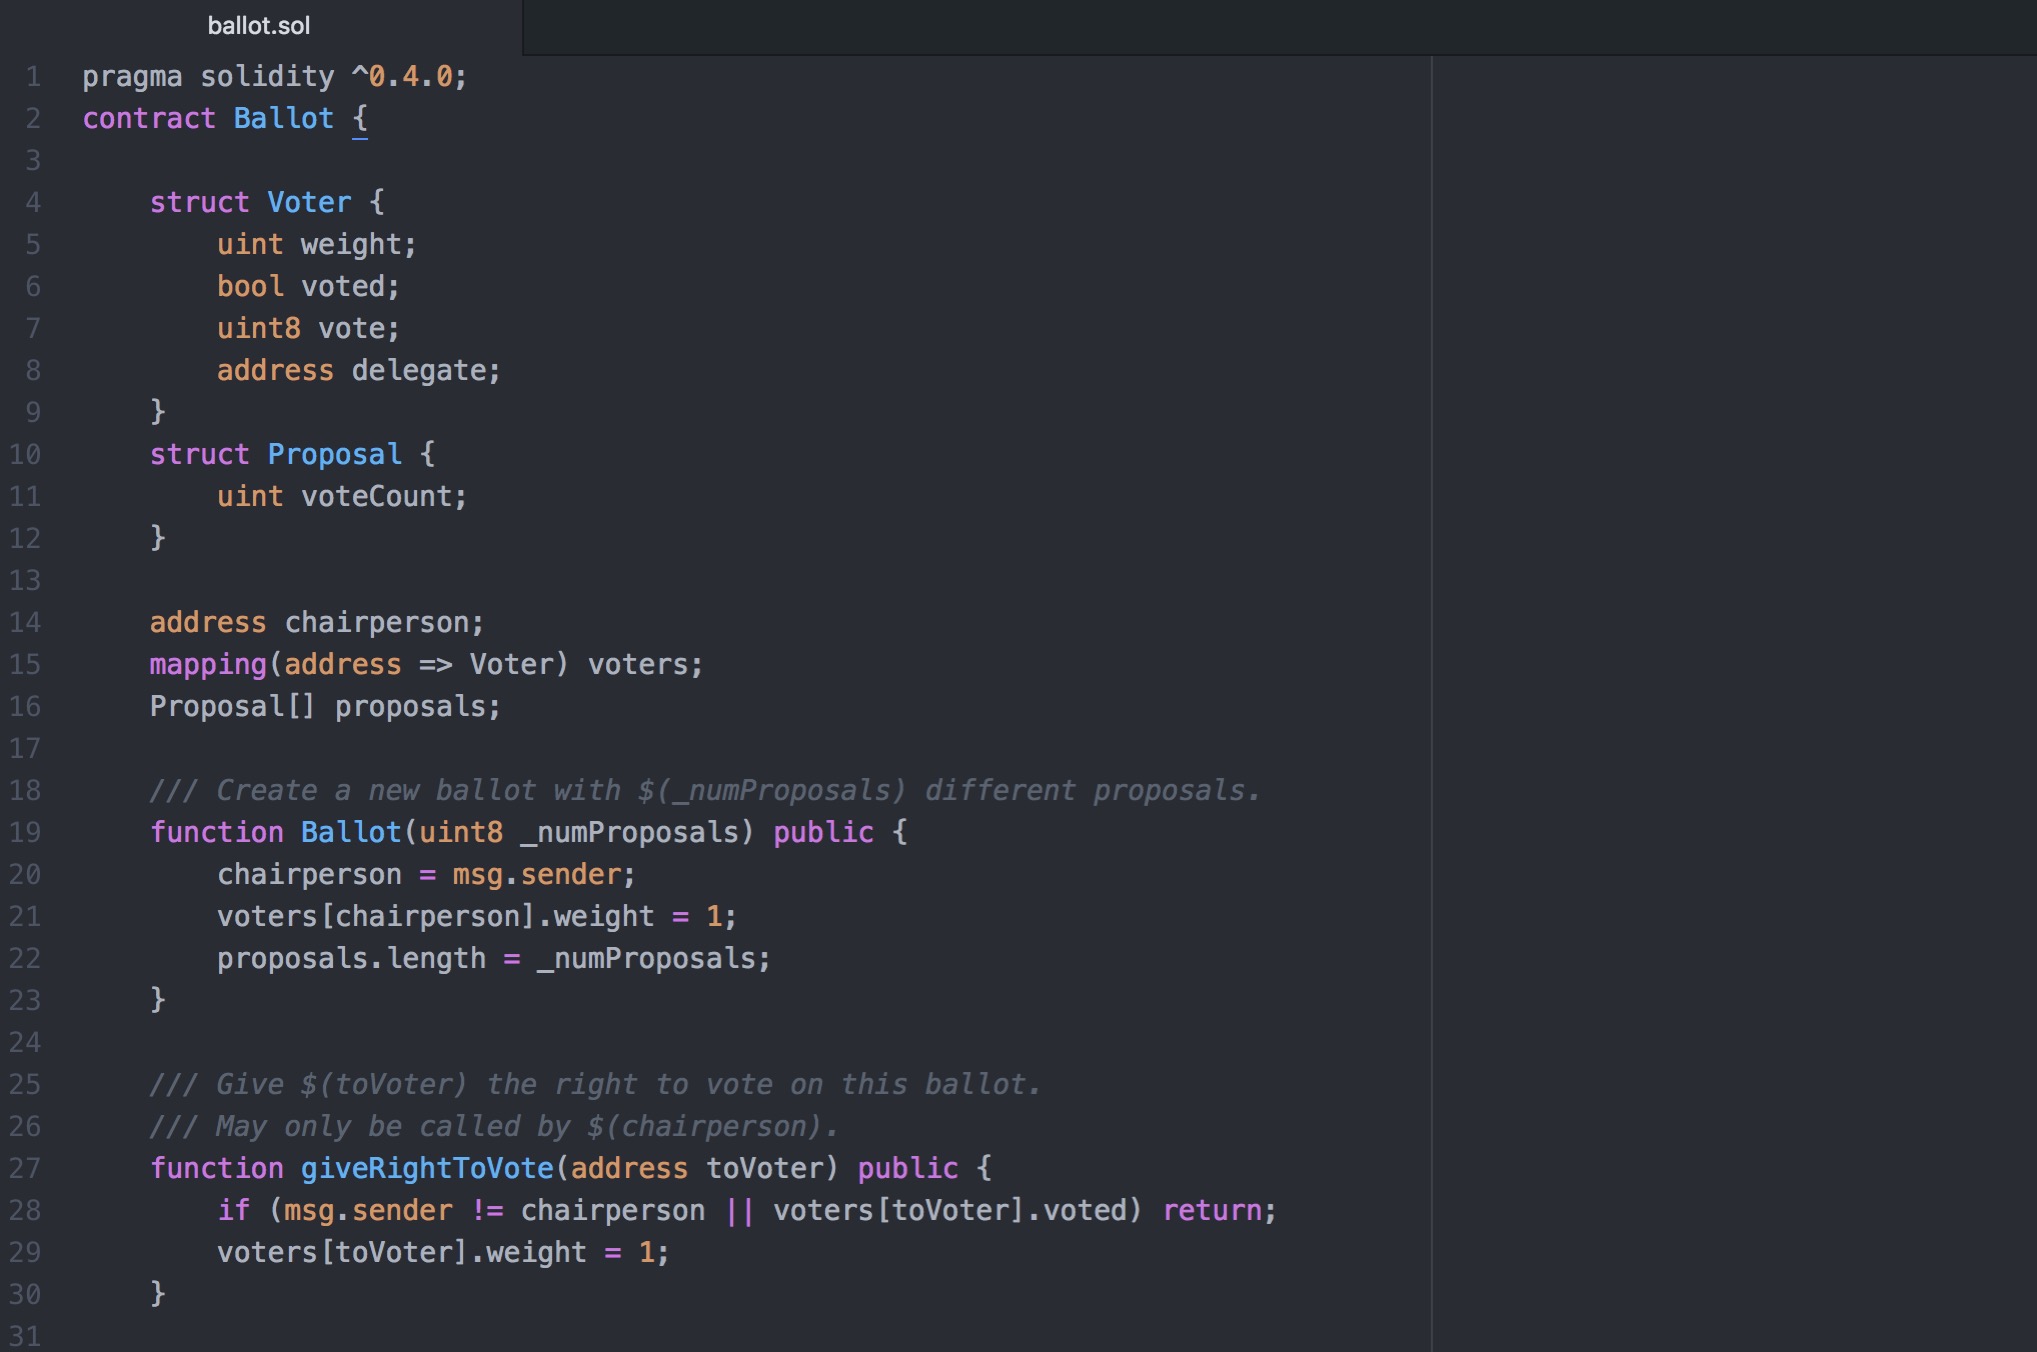 ballot.sol
1 pragma solidity ^0.4.0;
2 contract Ballot {
3
4     struct Voter {
5         uint weight;
6         bool voted;
7         uint8 vote;
8         address delegate;
9     }
10     struct Proposal {
11         uint voteCount;
12     }
13
14     address chairperson;
15     mapping(address => Voter) voters;
16     Proposal[] proposals;
17
18     /// Create a new ballot with $(_numProposals) different proposals.
19     function Ballot(uint8 _numProposals) public {
20         chairperson = msg.sender;
21         voters[chairperson].weight = 1;
22         proposals.length = _numProposals;
23     }
24
25     /// Give $(toVoter) the right to vote on this ballot.
26     /// May only be called by $(chairperson).
27     function giveRightToVote(address toVoter) public {
28         if (msg.sender != chairperson || voters[toVoter].voted) return;
29         voters[toVoter].weight = 1;
30     }
31